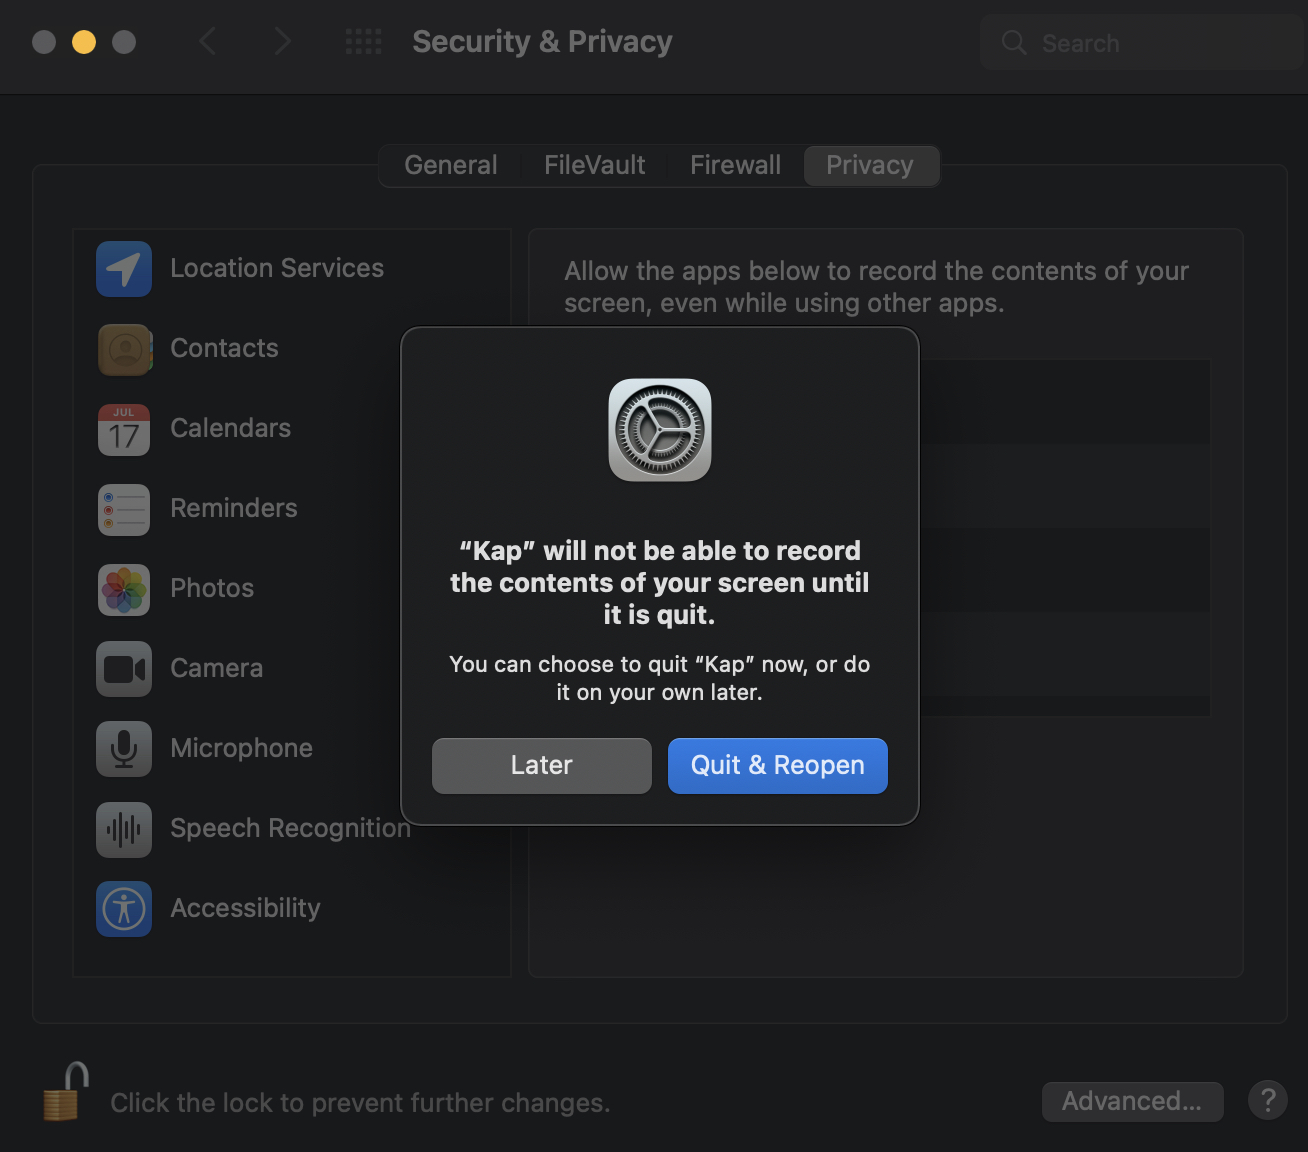 Security & Privacy
Search
General
FileVault
Firewall
Privacy
Location Services
Contacts
JUL
17
Calendars
Reminders
Photos
Camera
Microphone
Speech Recognition
Accessibility
Allow the apps below to record the contents of your
screen, even while using other apps.
“Kap” will not be able to record
the contents of your screen until
it is quit.
You can choose to quit “Kap” now, or do
it on your own later.
Later
Quit & Reopen
Click the lock to prevent further changes.
Advanced...
?